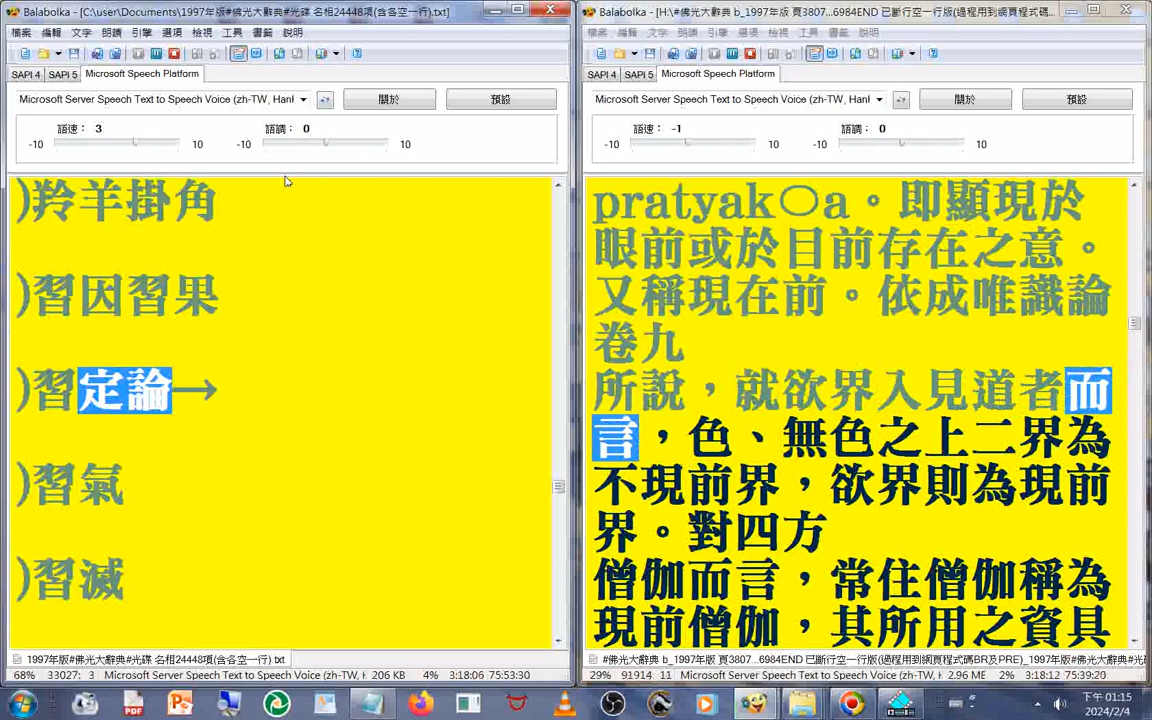 Balabolka - [C:\user\Documents\1997年版#佛光大辭典#光碟 名相24448項(含各空一行).txt]
檔案 編輯 文字 朗讀 引擎 選項 檢視 工具 書籤 說明
SAPI 4 SAPI 5 Microsoft Speech Platform
Microsoft Server Speech Text to Speech Voice (zh-TW, Hanl 關於 預設
語速： 3 語調： 0
-10 10 -10 10
)羚羊掛角
)習因習果
)習定論→
)習氣
)習滅
1997年版#佛光大辭典#光碟 名相24448項(含各空一行).txt
68% 33027: 3 Microsoft Server Speech Text to Speech Voice (zh-TW, H 206 KB 4% 3:18:06 75:53:30
Balabolka - [H:\#佛光大辭典 b_1997年版 頁3807...6984END 已斷行空一行版(過程用到網頁程式碼...
檔案 編輯 文字 朗讀 引擎 選項 檢視 工具 書籤 說明
SAPI 4 SAPI 5 Microsoft Speech Platform
Microsoft Server Speech Text to Speech Voice (zh-TW, Hanl 關於 預設
語速： -1 語調： 0
-10 10 -10 10
pratyak○a。即顯現於
眼前或於目前存在之意。
又稱現在前。依成唯識論
卷九
所說，就欲界入見道者而
言，色、無色之上二界為
不現前界，欲界則為現前
界。對四方
僧伽而言，常住僧伽稱為
現前僧伽，其所用之資具
#佛光大辭典 b_1997年版 頁3807...6984END 已斷行空一行版(過程用到網頁程式碼BR及PRE)_1997年版#佛光
29% 91914: 11 Microsoft Server Speech Text to Speech Voice (zh-TW, H 2.96 ME 2% 3:18:12 75:39:20
下午 01:15
2024/2/4